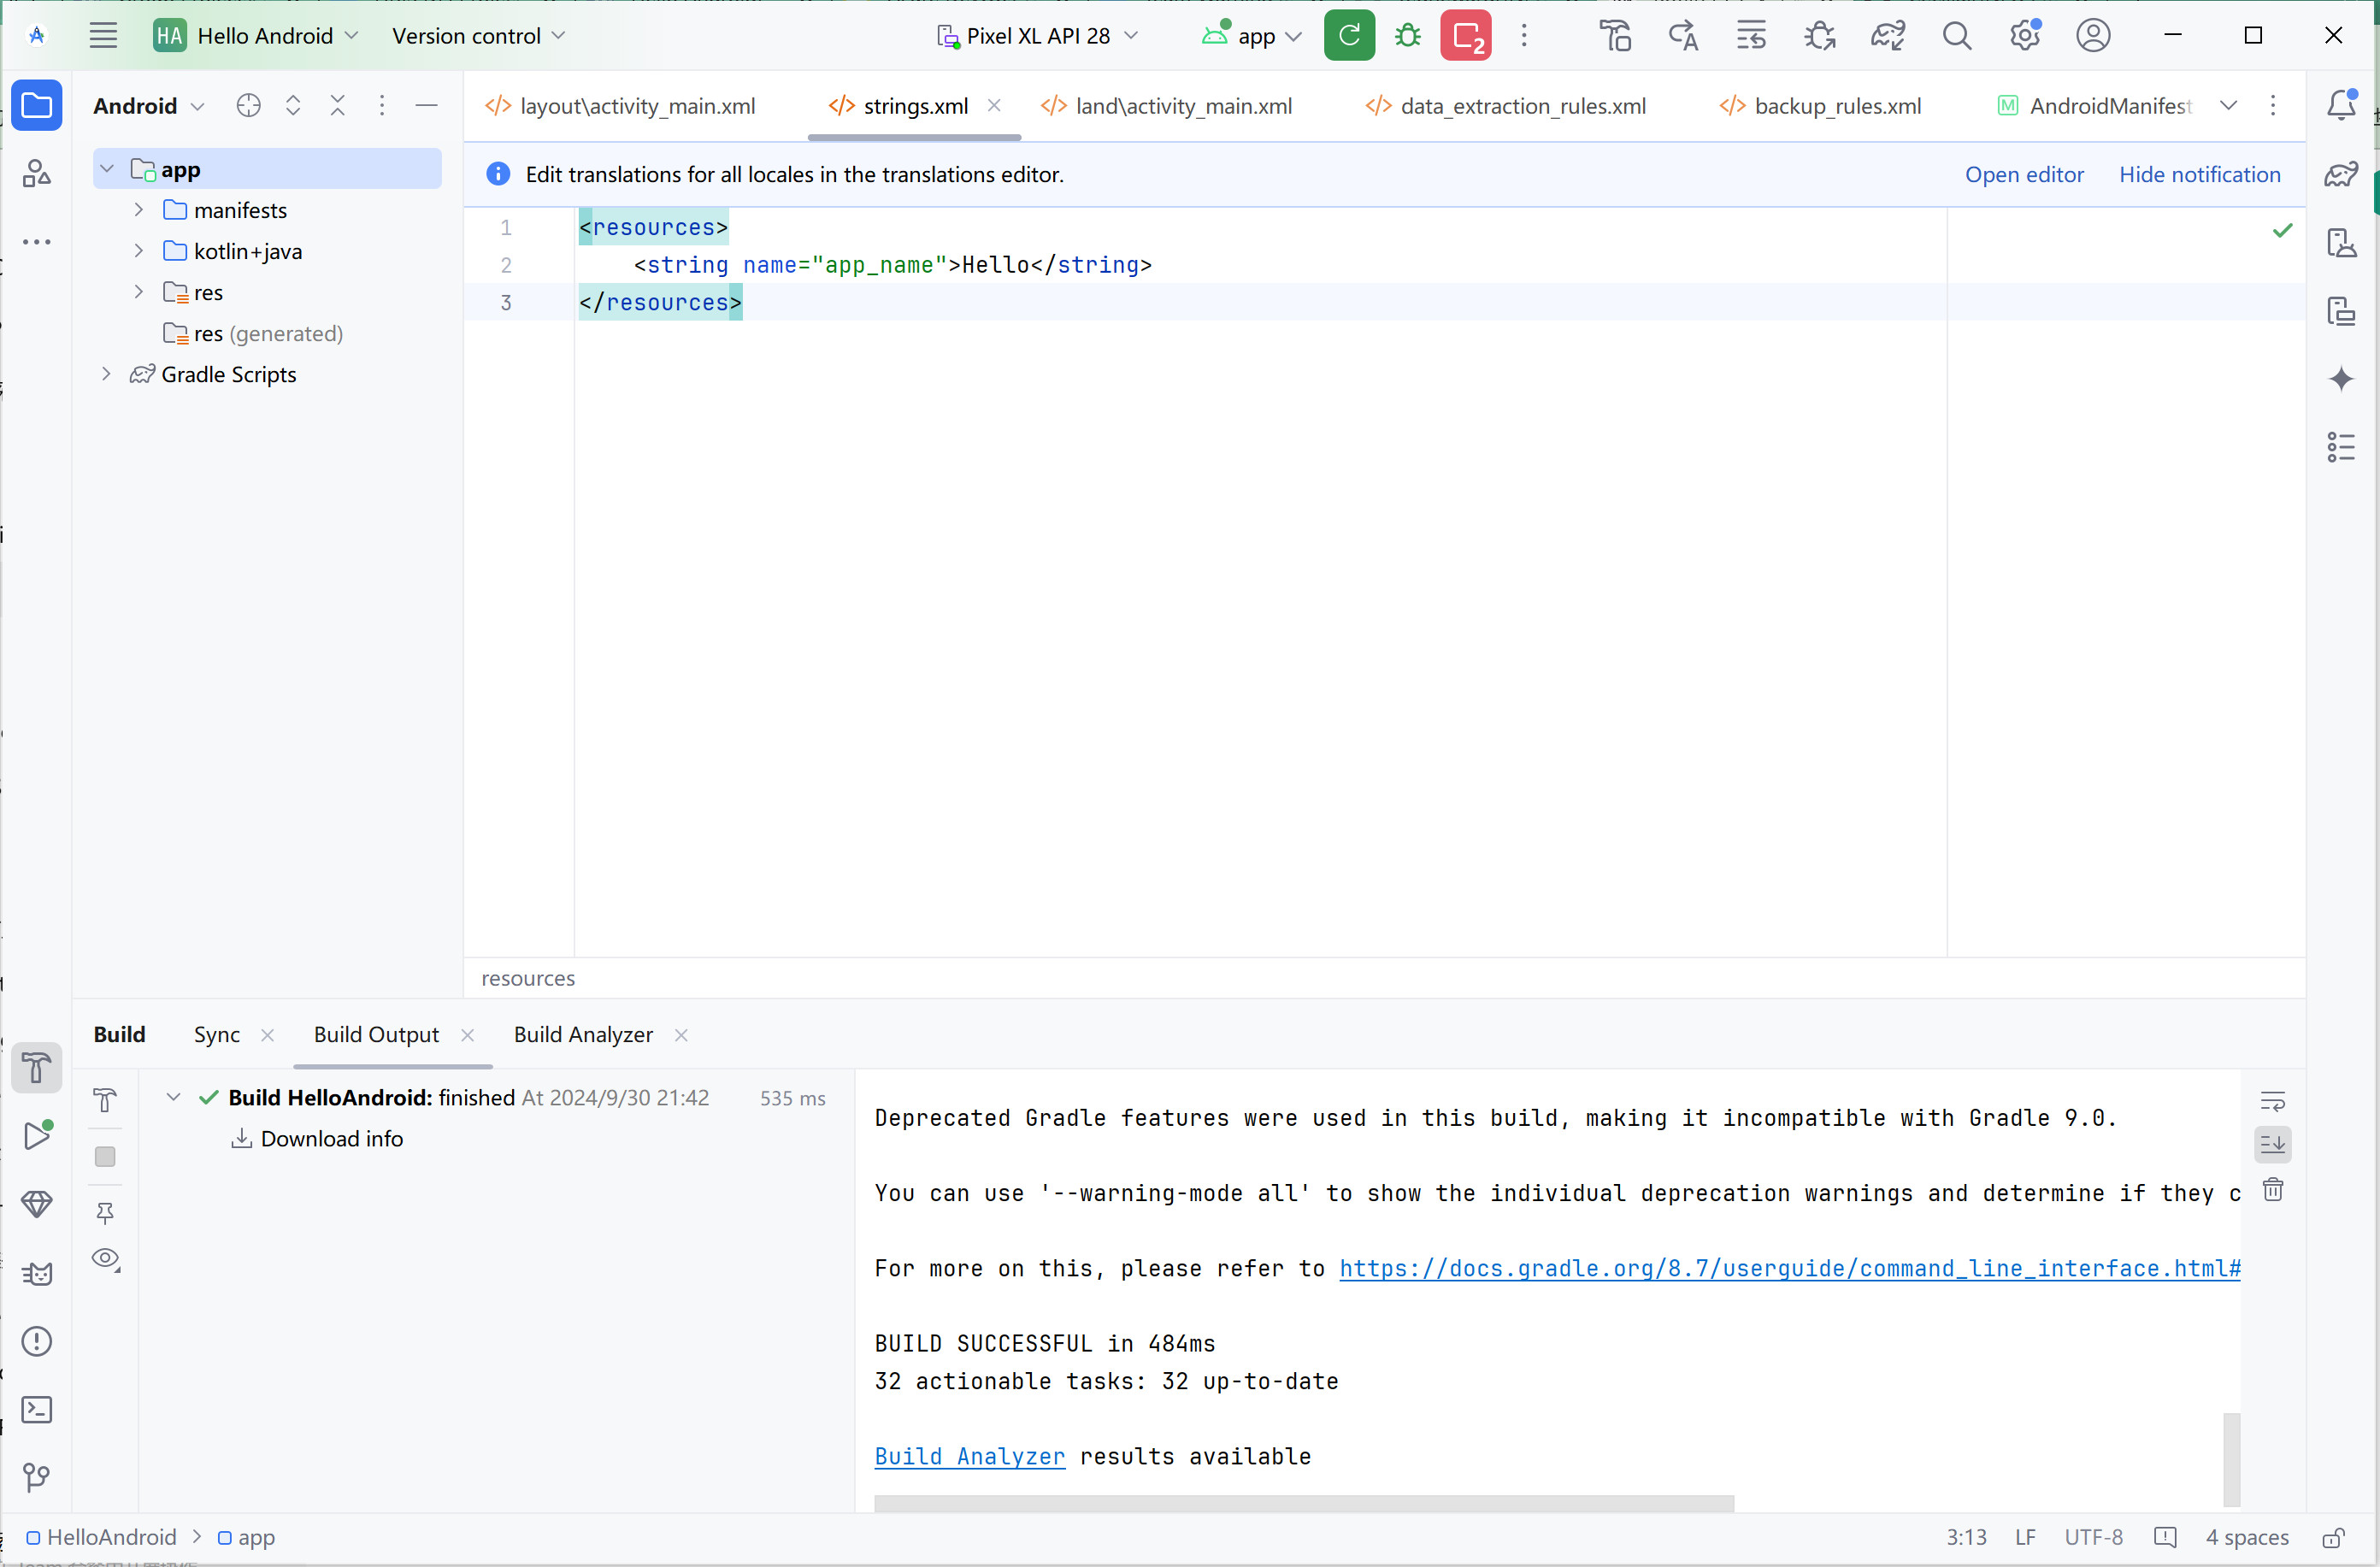 HA Hello Android Version control Pixel XL API 28 app 2
Android
layout\activity_main.xml strings.xml land\activity_main.xml data_extraction_rules.xml backup_rules.xml M AndroidManifest
app
manifests
kotlin+java
res
res (generated)
Gradle Scripts
Edit translations for all locales in the translations editor. Open editor Hide notification
1 <resources>
2 <string name="app_name">Hello</string>
3 </resources>
resources
Build Sync Build Output Build Analyzer
Build HelloAndroid: finished At 2024/9/30 21:42 535 ms
Download info
Deprecated Gradle features were used in this build, making it incompatible with Gradle 9.0.
You can use '--warning-mode all' to show the individual deprecation warnings and determine if they c
For more on this, please refer to https://docs.gradle.org/8.7/userguide/command_line_interface.html#
BUILD SUCCESSFUL in 484ms
32 actionable tasks: 32 up-to-date
Build Analyzer results available
HelloAndroid > app 3:13 LF UTF-8 4 spaces